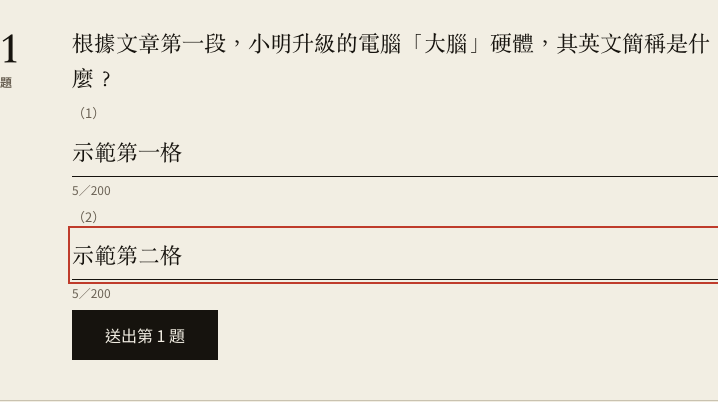 1
題
根據文章第一段，小明升級的電腦「大腦」硬體，其英文簡稱是什
麼？
（1）
示範第一格
5／200
（2）
示範第二格
5／200
送出第 1 題